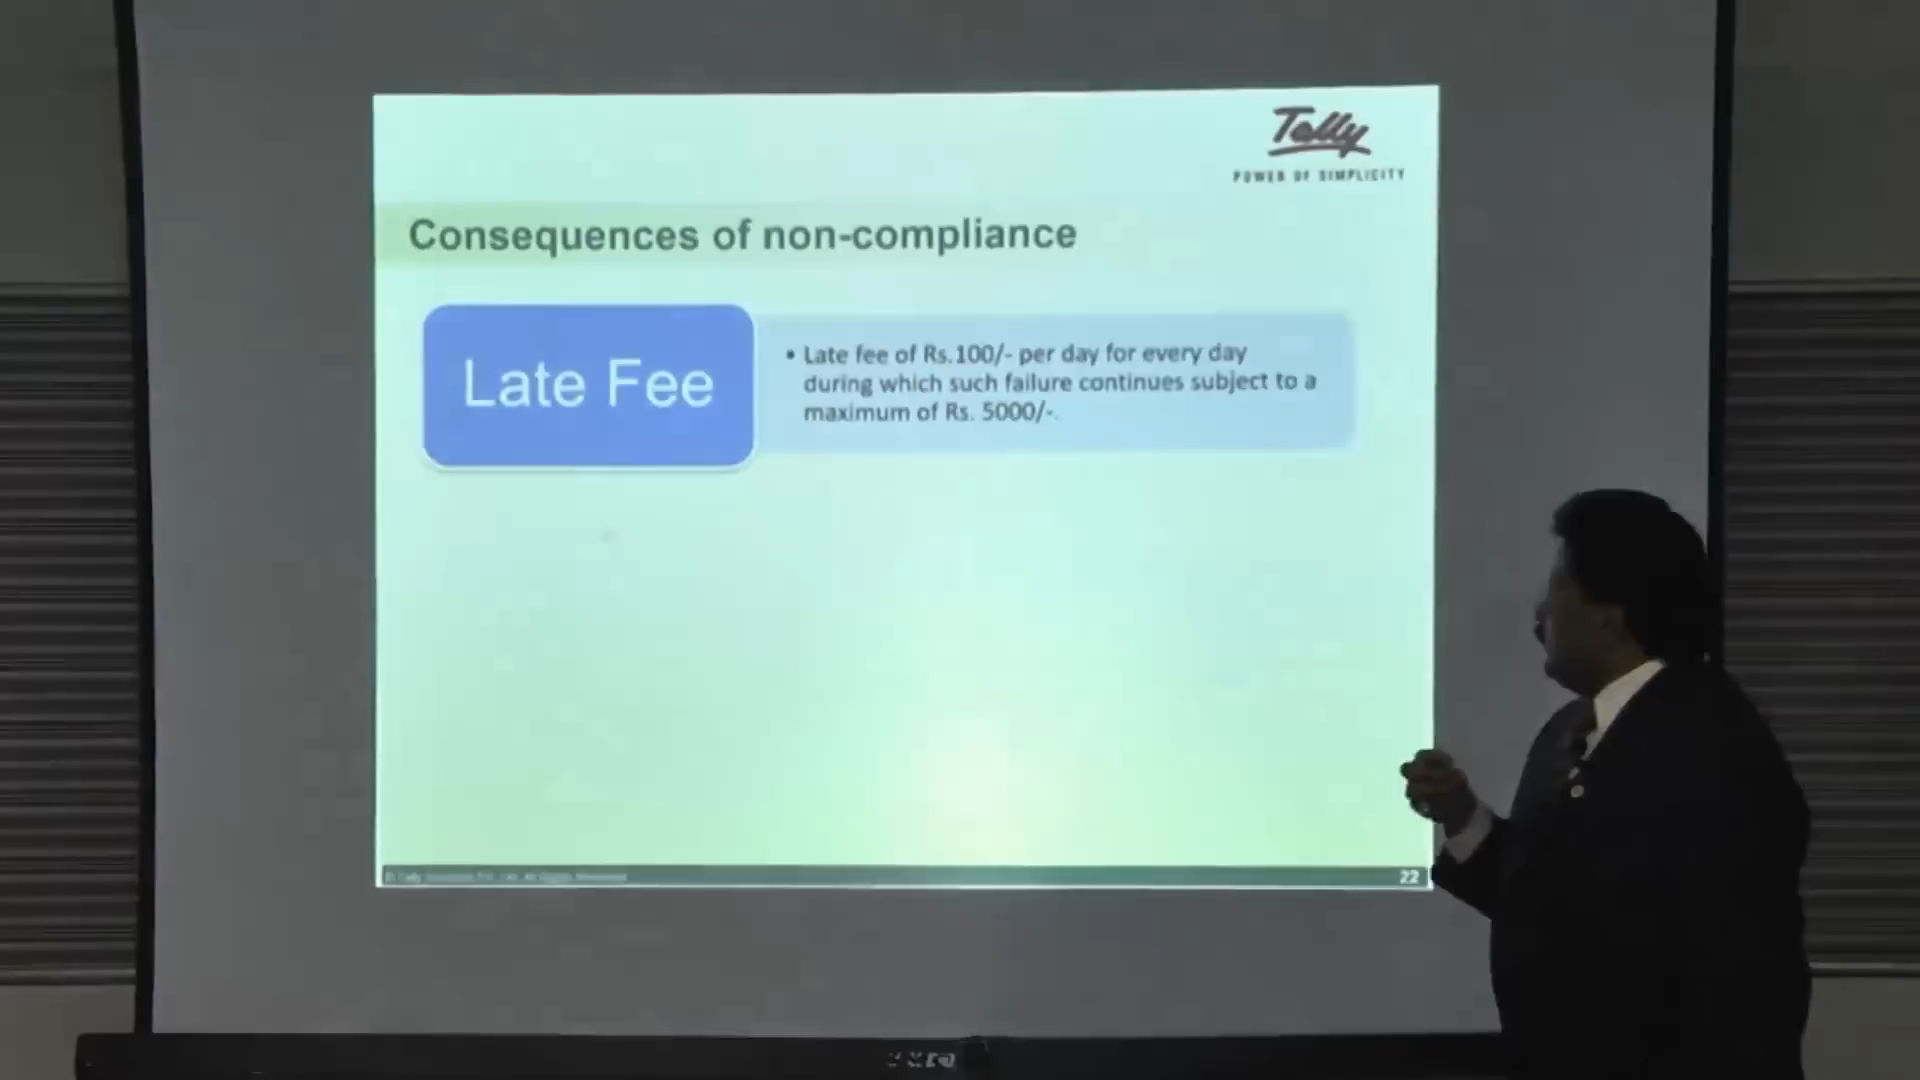 Tally
POWER OF SIMPLICITY
Consequences of non-compliance
Late Fee
• Late fee of Rs.100/- per day for every day
during which such failure continues subject to a
maximum of Rs. 5000/-.
22